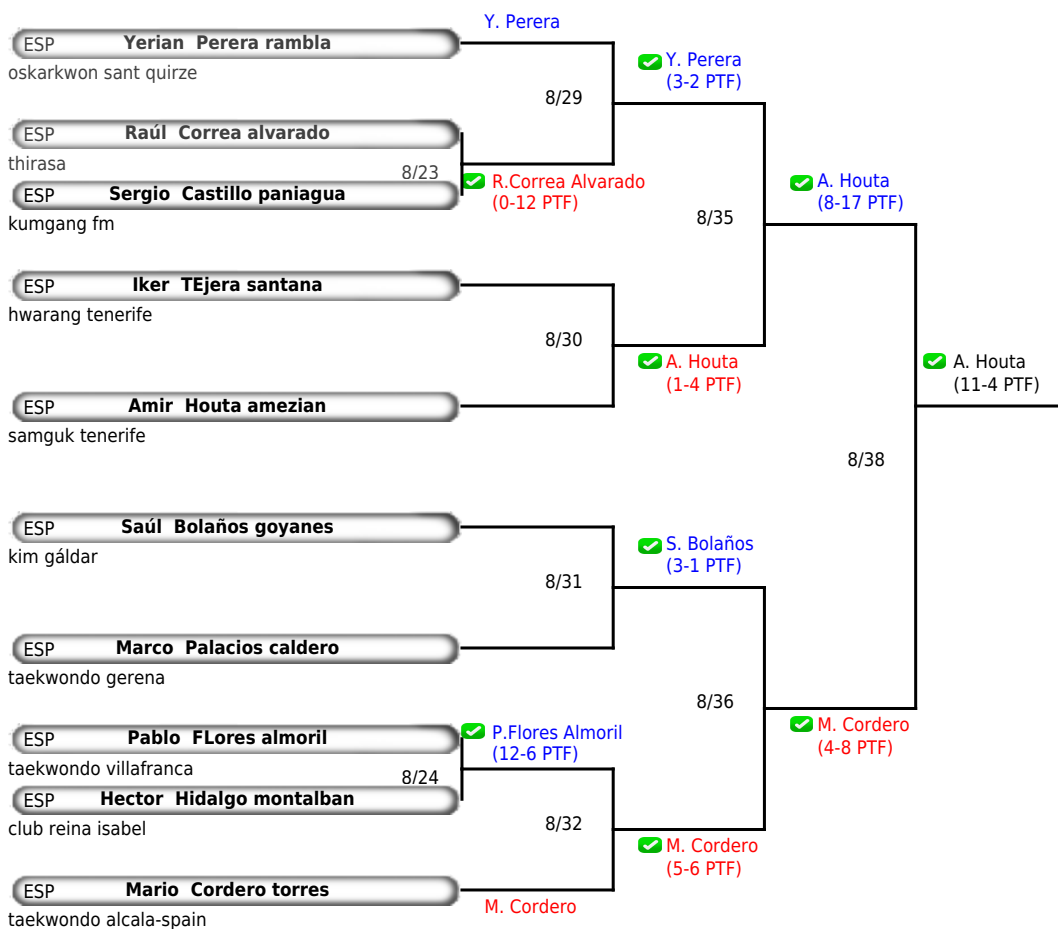 Y. Perera
ESP Yerian Perera rambla
oskarkwon sant quirze
Y. Perera
(3-2 PTF)
8/29
ESP Raúl Correa alvarado
thirasa
8/23
R.Correa Alvarado
(0-12 PTF)
ESP Sergio Castillo paniagua
kumgang fm
A. Houta
(8-17 PTF)
8/35
ESP Iker TEjera santana
hwarang tenerife
8/30
A. Houta
(1-4 PTF)
A. Houta
(11-4 PTF)
ESP Amir Houta amezian
samguk tenerife
8/38
ESP Saúl Bolaños goyanes
kim gáldar
S. Bolaños
(3-1 PTF)
8/31
ESP Marco Palacios caldero
taekwondo gerena
8/36
M. Cordero
(4-8 PTF)
ESP Pablo FLores almoril
taekwondo villafranca
P.Flores Almoril
(12-6 PTF)
8/24
ESP Hector Hidalgo montalban
club reina isabel
8/32
M. Cordero
(5-6 PTF)
ESP Mario Cordero torres
taekwondo alcala-spain
M. Cordero